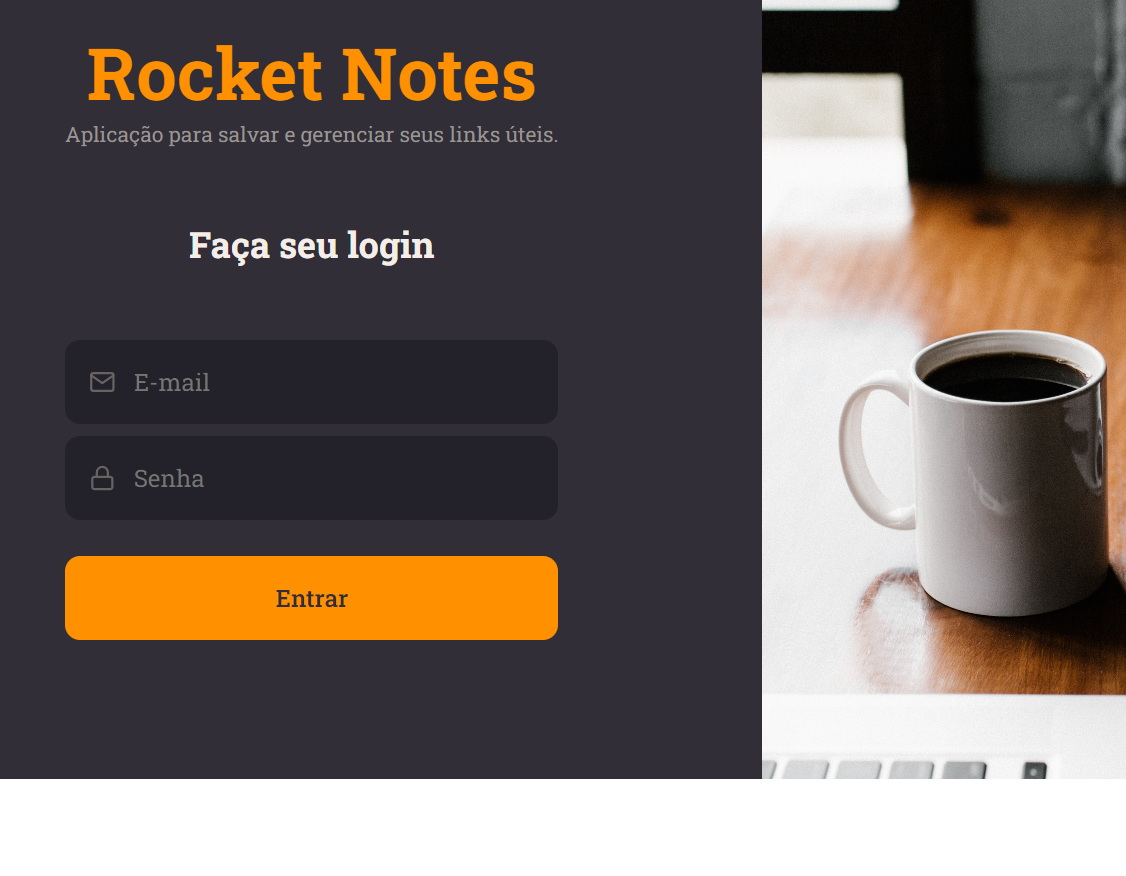 Rocket Notes
Aplicação para salvar e gerenciar seus links úteis.
Faça seu login
E-mail
Senha
Entrar